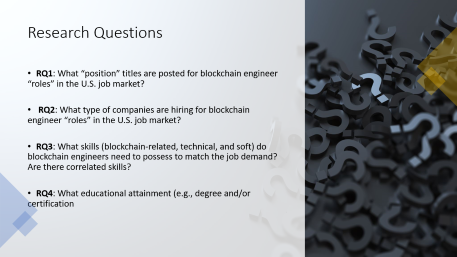 Research Questions
• RQ1: What “position” titles are posted for blockchain engineer
“roles” in the U.S. job market?
• RQ2: What type of companies are hiring for blockchain
engineer “roles” in the U.S. job market?
• RQ3: What skills (blockchain-related, technical, and soft) do
blockchain engineers need to possess to match the job demand?
Are there correlated skills?
• RQ4: What educational attainment (e.g., degree and/or
certification